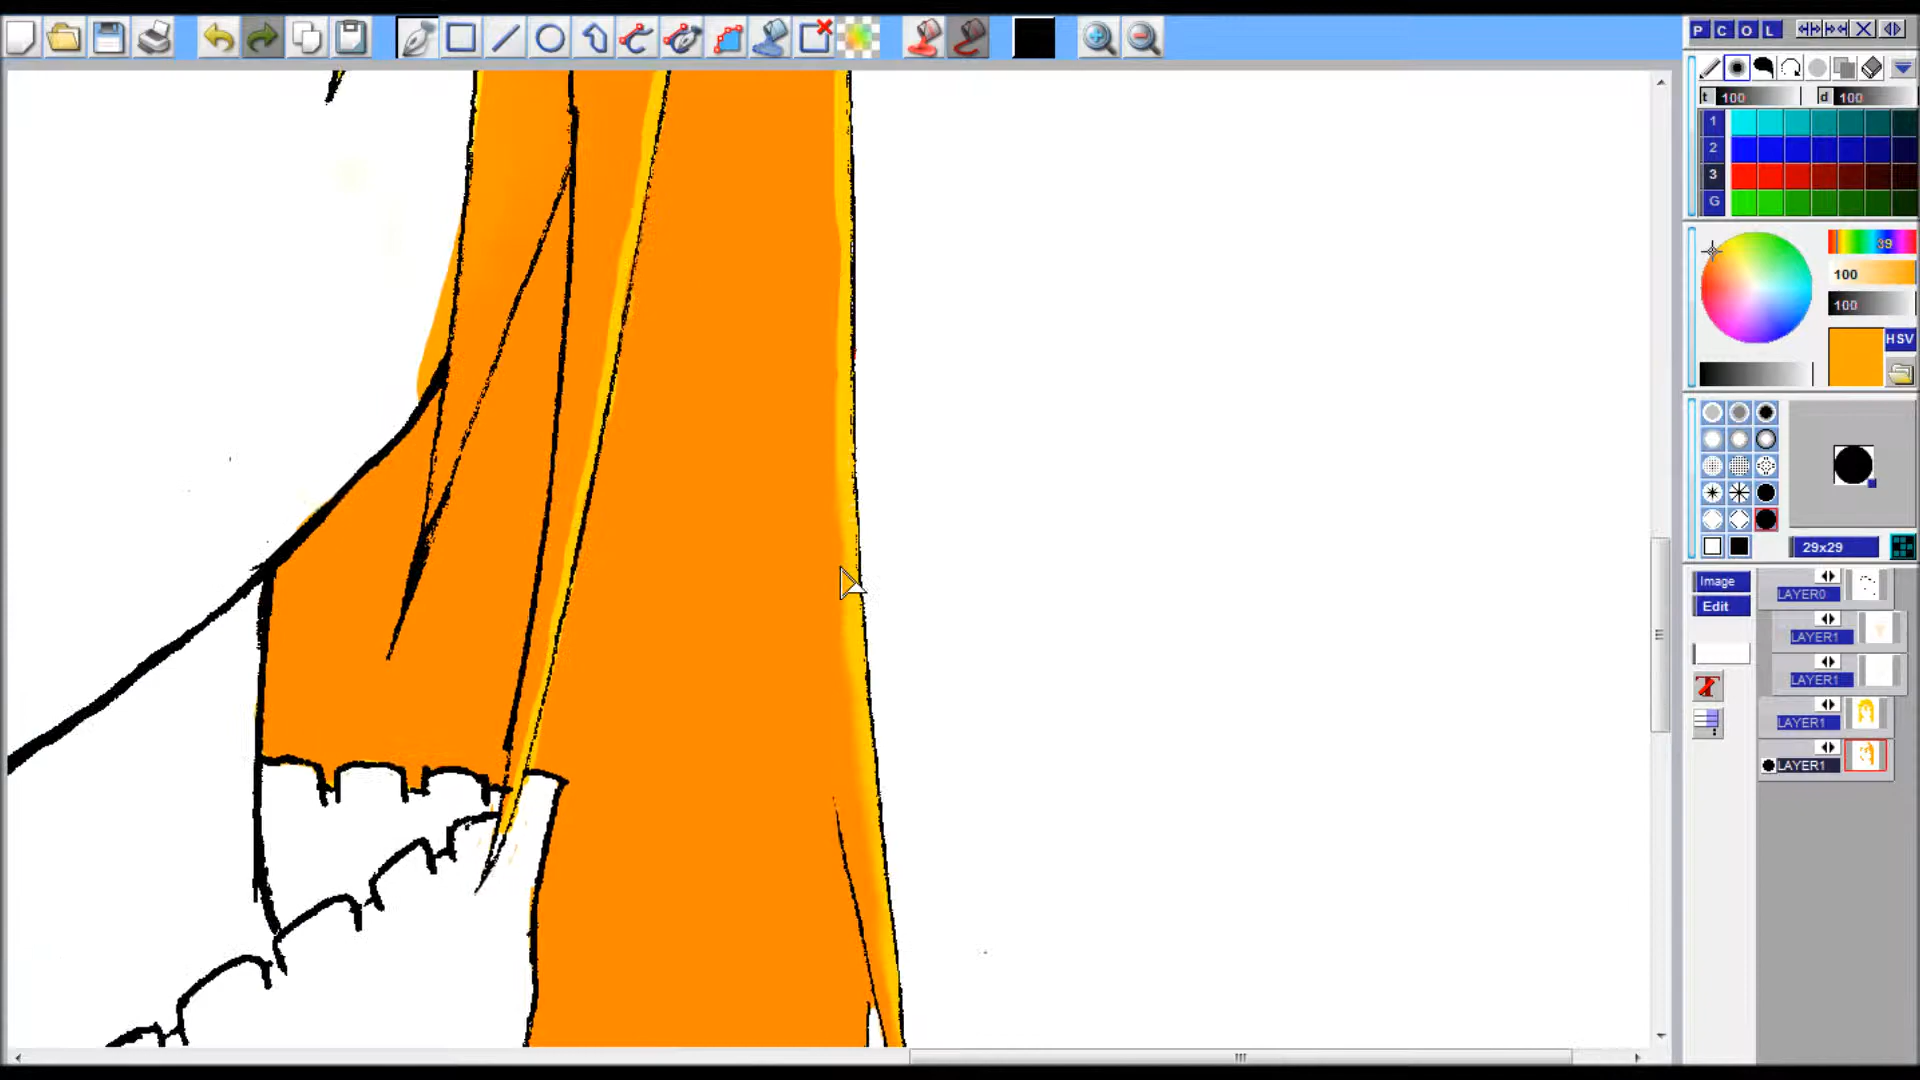 P C O L
t 100 d 100
1
2
3
G
39
100
100
HSV
29x29
Image
Edit
LAYER0
LAYER1
LAYER1
LAYER1
LAYER1